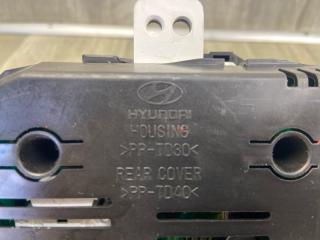 HYUNDAI
HOUSING
>PP-TD30<
REAR COVER
>PP-TD40<